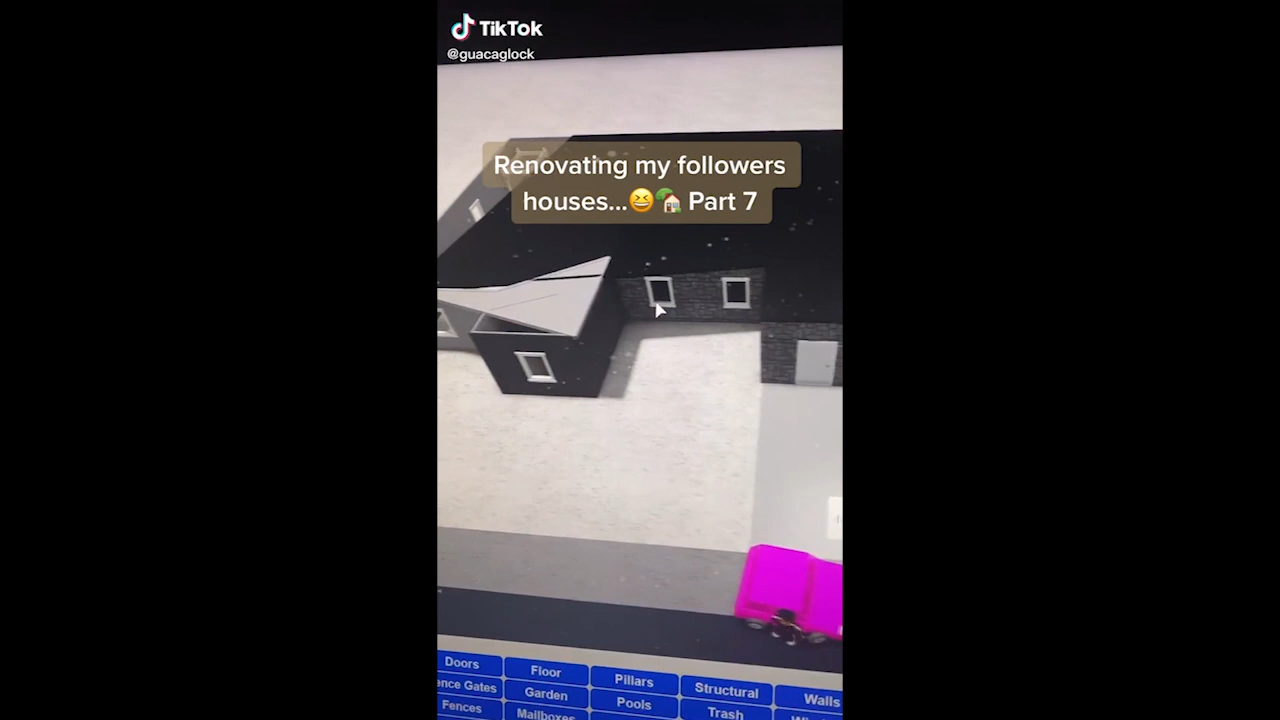 TikTok
@guacaglock
Renovating my followers
houses...😆🏡 Part 7
Doors
Floor
Pillars
Structural
Walls
ence Gates
Garden
Pools
Trash
Fences
Mailboxes